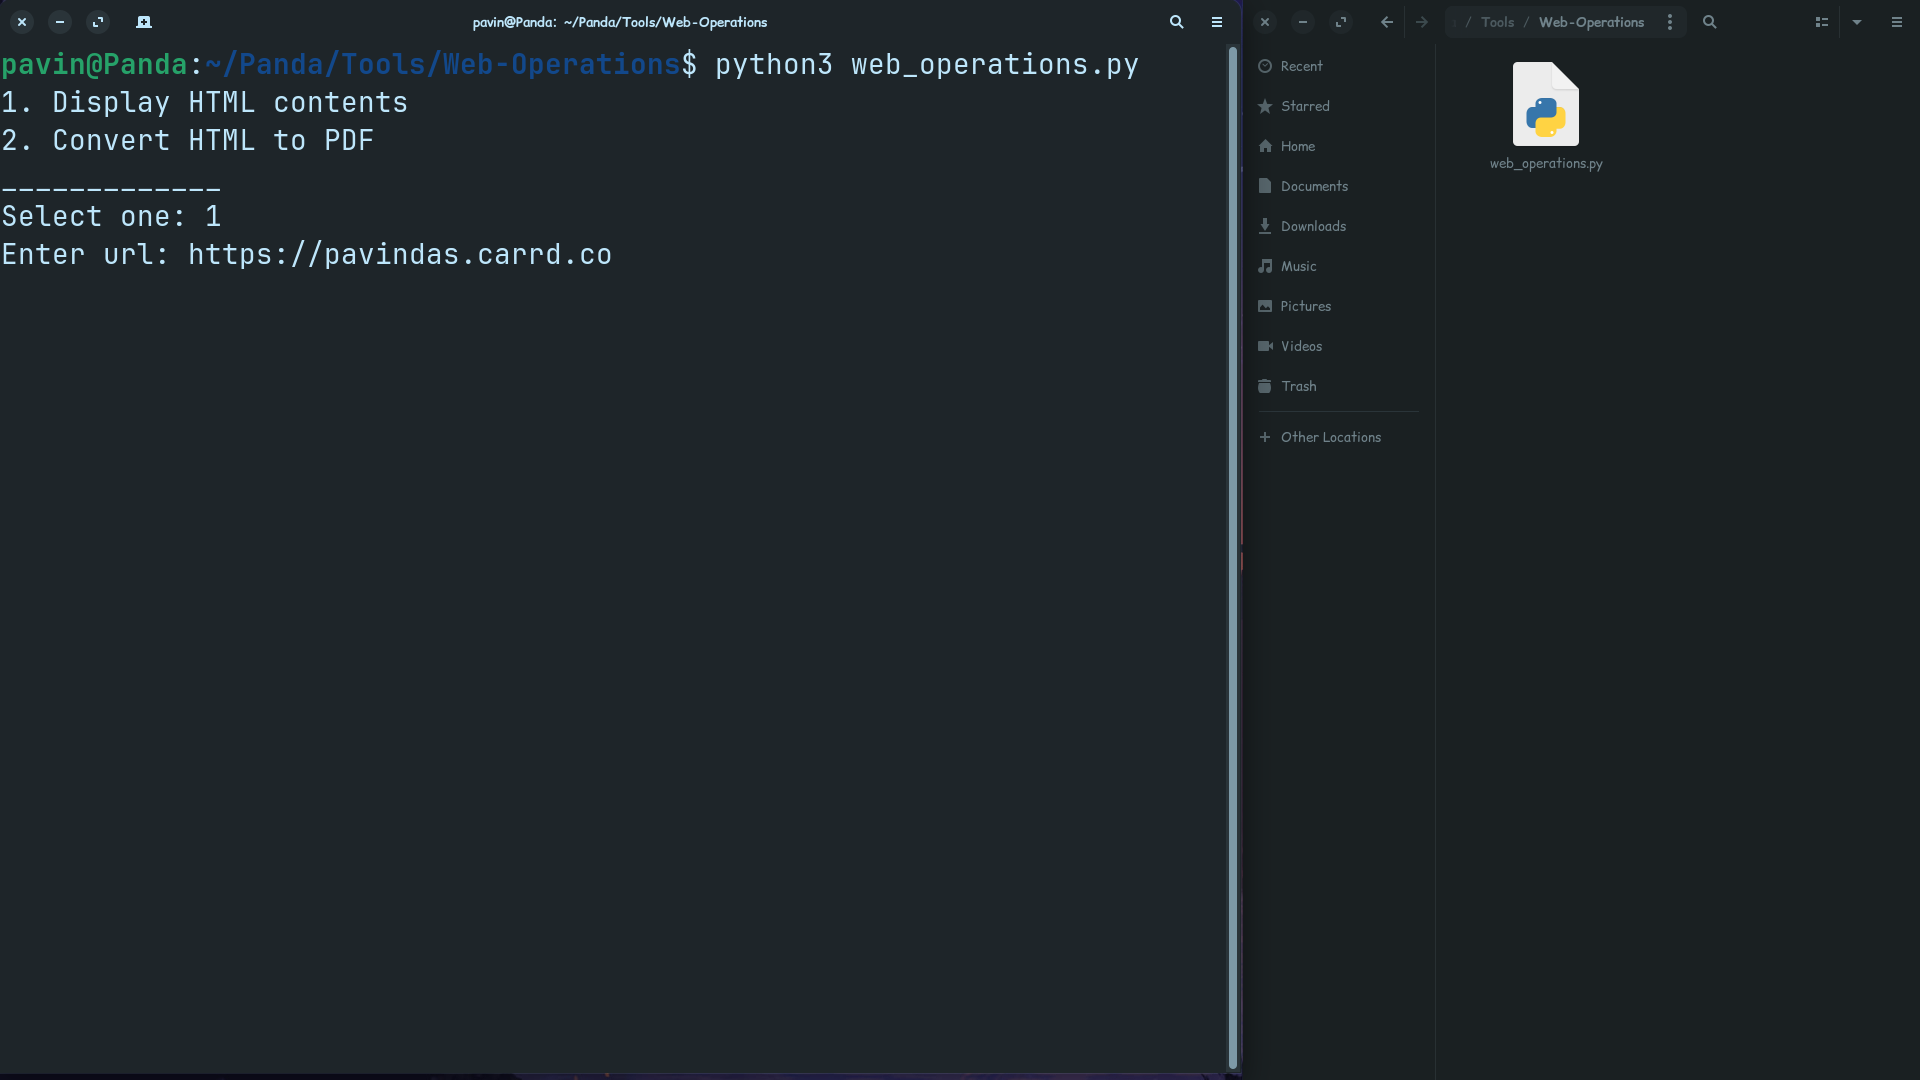 pavin@Panda: ~/Panda/Tools/Web-Operations
pavin@Panda:~/Panda/Tools/Web-Operations$ python3 web_operations.py
1. Display HTML contents
2. Convert HTML to PDF
_____________
Select one: 1
Enter url: https://pavindas.carrd.co
/ Tools / Web-Operations
Recent
Starred
Home
Documents
Downloads
Music
Pictures
Videos
Trash
+ Other Locations
web_operations.py